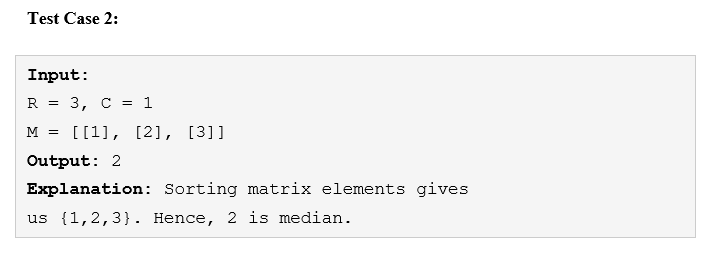 Test Case 2:
Input:
R = 3, C = 1
M = [[1], [2], [3]]
Output: 2
Explanation: Sorting matrix elements gives
us {1,2,3}. Hence, 2 is median.